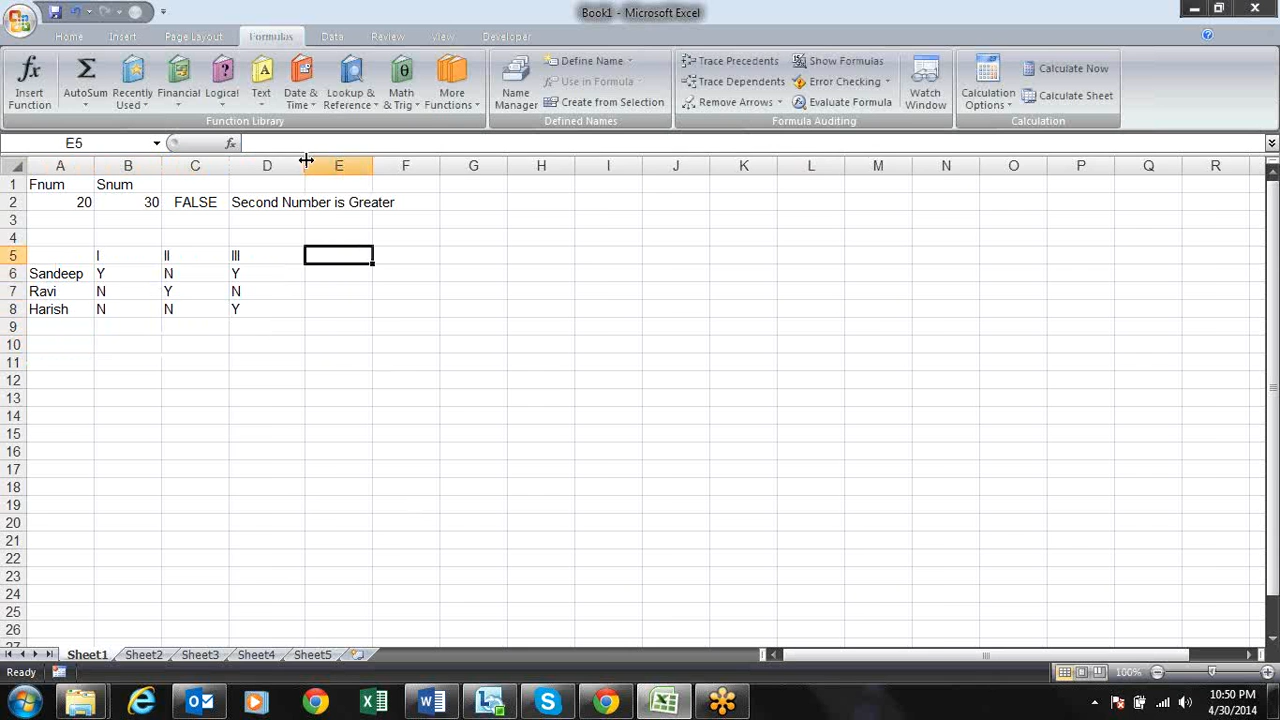 Book1 - Microsoft Excel
Home Insert Page Layout Formulas Data Review View Developer
Insert Function
AutoSum
Recently Used
Financial
Logical
Text
Date & Time
Lookup & Reference
Math & Trig
More Functions
Function Library
Name Manager
Define Name
Use in Formula
Create from Selection
Defined Names
Trace Precedents
Trace Dependents
Remove Arrows
Show Formulas
Error Checking
Evaluate Formula
Formula Auditing
Watch Window
Calculation Options
Calculate Now
Calculate Sheet
Calculation
E5 fx
A B C D E F G H I J K L M N O P Q R
1 Fnum Snum
2 20 30 FALSE Second Number is Greater
3
4
5 I II III
6 Sandeep Y N Y
7 Ravi N Y N
8 Harish N N Y
9
10
11
12
13
14
15
16
17
18
19
20
21
22
23
24
25
26
27
Sheet1 Sheet2 Sheet3 Sheet4 Sheet5
Ready 100%
10:50 PM
4/30/2014